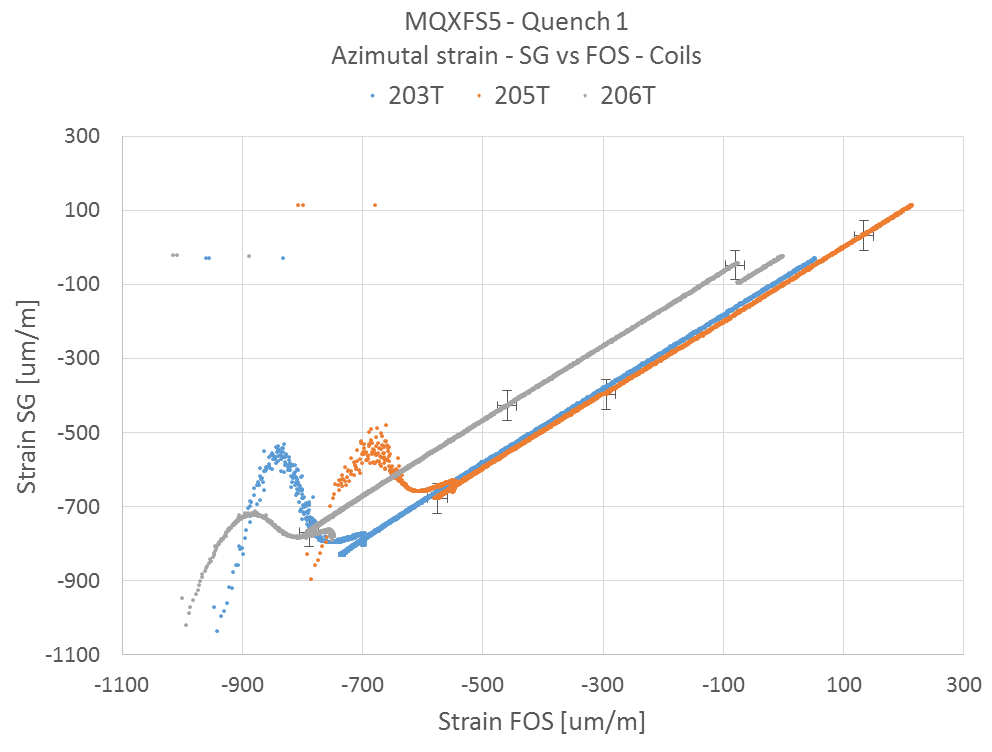 MQXFS5 - Quench 1
Azimutal strain - SG vs FOS - Coils
203T 205T 206T
300
100
-100
-300
-500
-700
-900
-1100
Strain SG [um/m]
-1100 -900 -700 -500 -300 -100 100 300
Strain FOS [um/m]